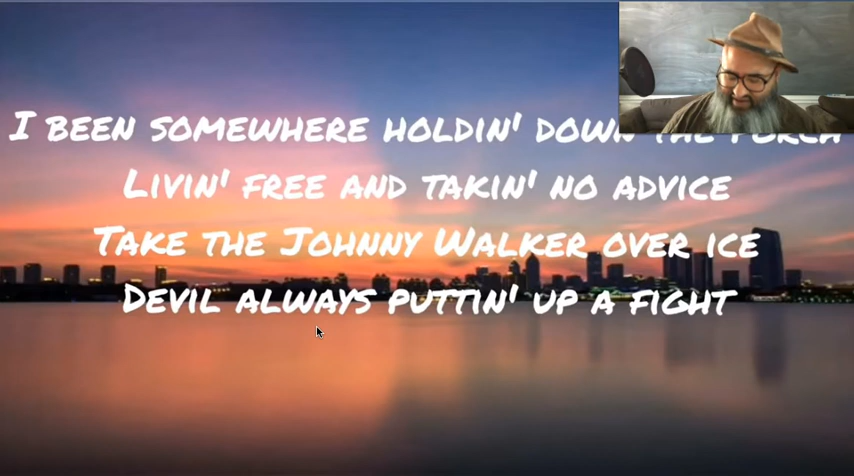 I been somewhere holdin' down the porch
Livin' free and takin' no advice
Take the Johnny Walker over ice
Devil always puttin' up a fight